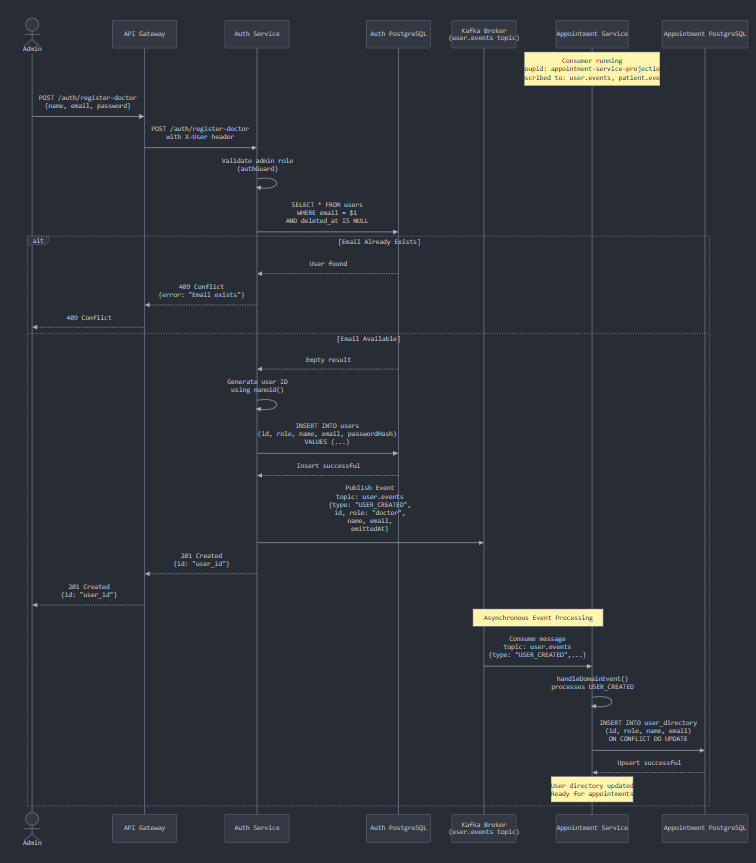 Admin
API Gateway
Auth Service
Auth PostgreSQL
Kafka Broker
(user.events topic)
Appointment Service
Appointment PostgreSQL
Consumer running
oupid: appointment-service-projectio
scribed to: user.events, patient.eve
POST /auth/register-doctor
{name, email, password}
POST /auth/register-doctor
with X-User header
Validate admin role
(authGuard)
SELECT * FROM users
WHERE email = $1
AND deleted_at IS NULL
alt
[Email Already Exists]
User found
409 Conflict
{error: "Email exists"}
409 Conflict
[Email Available]
Empty result
Generate user ID
using nanoid()
INSERT INTO users
(id, role, name, email, passwordHash)
VALUES (...)
Insert successful
Publish Event
topic: user.events
{type: "USER_CREATED",
id, role: "doctor",
name, email,
emittedAt}
201 Created
{id: "user_id"}
201 Created
{id: "user_id"}
Asynchronous Event Processing
Consume message
topic: user.events
{type: "USER_CREATED",...}
handleDomainEvent()
processes USER_CREATED
INSERT INTO user_directory
(id, role, name, email)
ON CONFLICT DO UPDATE
Upsert successful
User directory updated
Ready for appointments
Admin
API Gateway
Auth Service
Auth PostgreSQL
Kafka Broker
(user.events topic)
Appointment Service
Appointment PostgreSQL